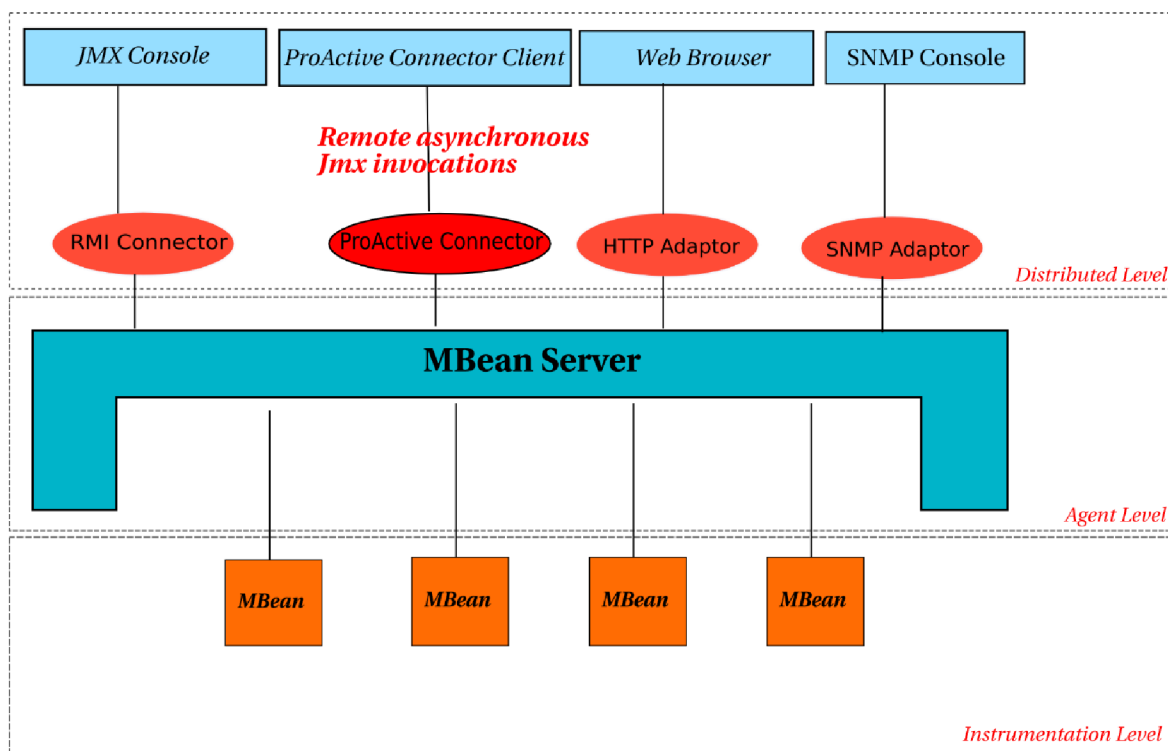 JMX Console
ProActive Connector Client
Web Browser
SNMP Console
Remote asynchronous
Jmx invocations
RMI Connector
ProActive Connector
HTTP Adaptor
SNMP Adaptor
Distributed Level
MBean Server
Agent Level
MBean
MBean
MBean
MBean
Instrumentation Level